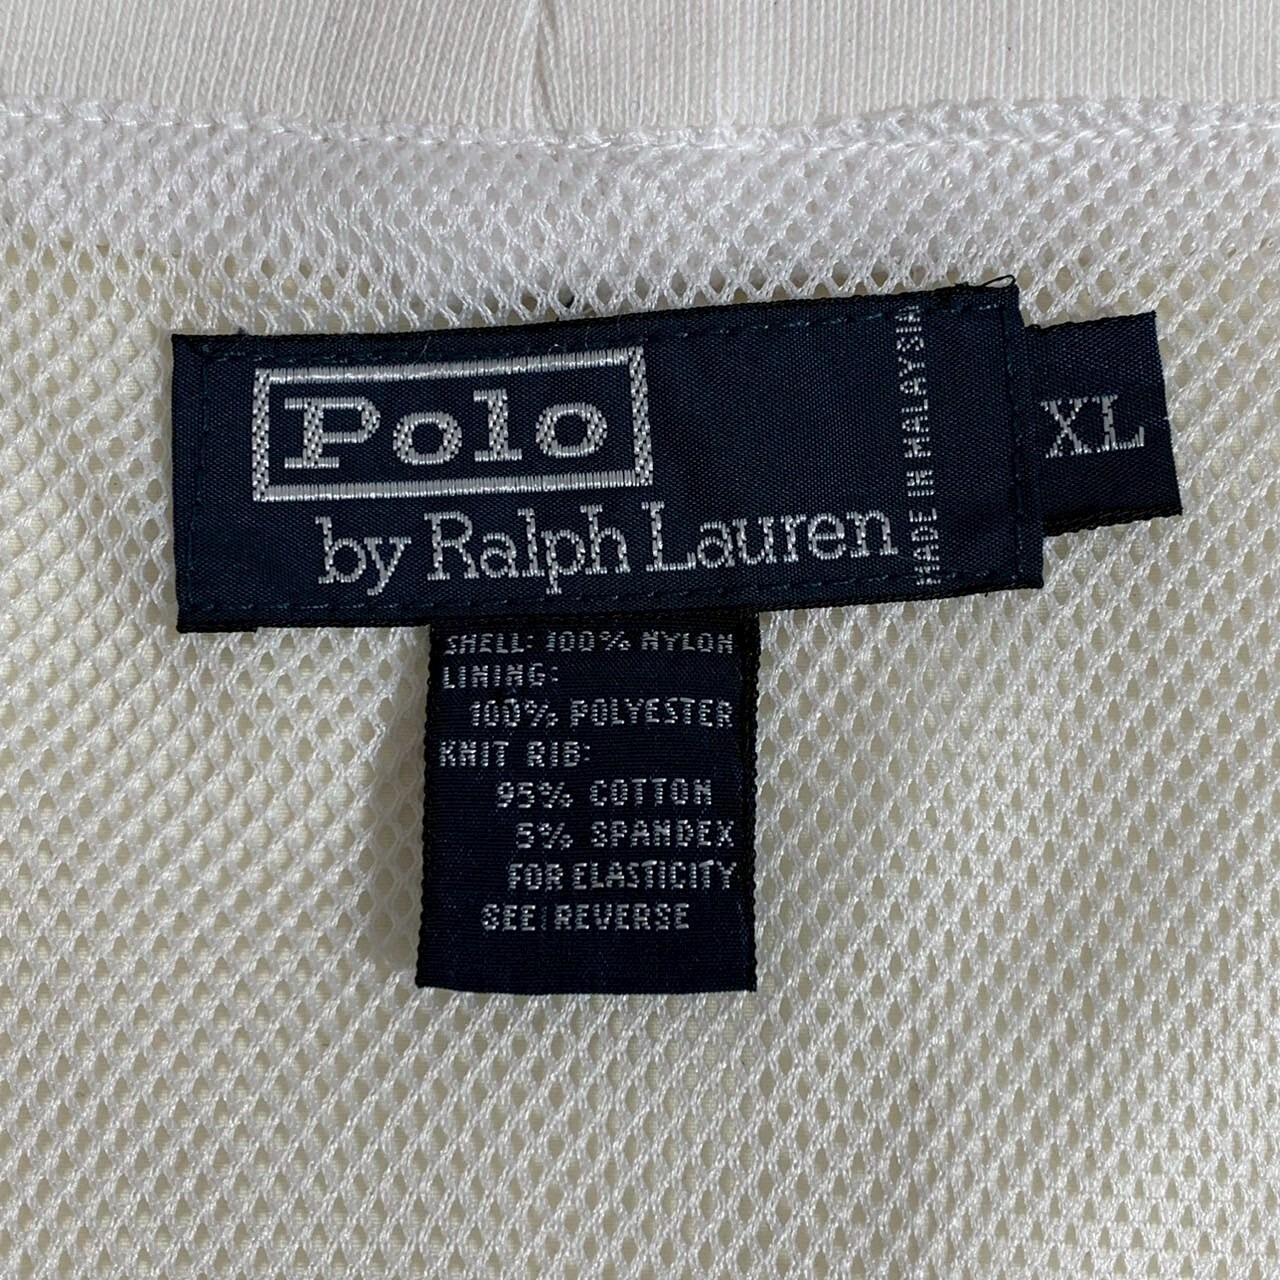 Polo
by Ralph Lauren
MADE IN MALAYSIA
XL
SHELL: 100% NYLON
LINING:
100% POLYESTER
KNIT RIB:
95% COTTON
5% SPANDEX
FOR ELASTICITY
SEE REVERSE